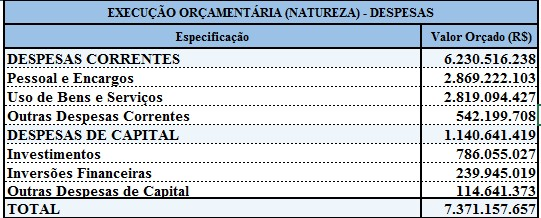 EXECUÇÃO ORÇAMENTÁRIA (NATUREZA) - DESPESAS
Especificação Valor Orçado (R$)
DESPESAS CORRENTES 6.230.516.238
Pessoal e Encargos 2.869.222.103
Uso de Bens e Serviços 2.819.094.427
Outras Despesas Correntes 542.199.708
DESPESAS DE CAPITAL 1.140.641.419
Investimentos 786.055.027
Inversões Financeiras 239.945.019
Outras Despesas de Capital 114.641.373
TOTAL 7.371.157.657